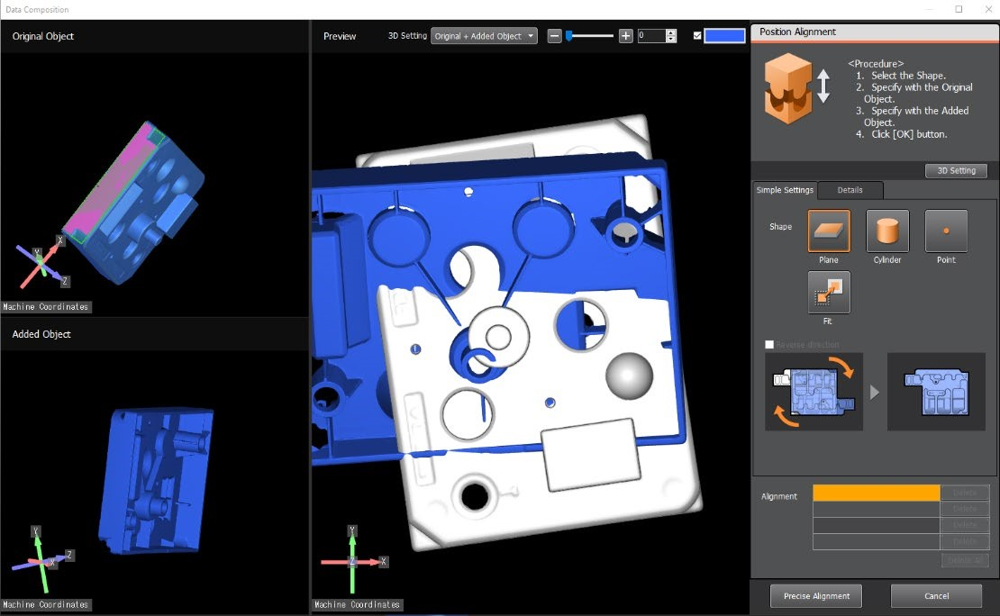 Data Composition
Original Object
Preview
3D Setting
Original + Added Object
0
Position Alignment
<Procedure>
1. Select the Shape.
2. Specify with the Original
Object.
3. Specify with the Added
Object.
4. Click [OK] button.
3D Setting
Simple Settings
Details
Shape
Plane
Cylinder
Point
Fit
Reverse direction
X
Y
Z
Machine Coordinates
Added Object
Y
Z
X
Machine Coordinates
Y
Z
X
Machine Coordinates
Alignment
Delete
Delete
Delete
Delete
Delete All
Precise Alignment
Cancel